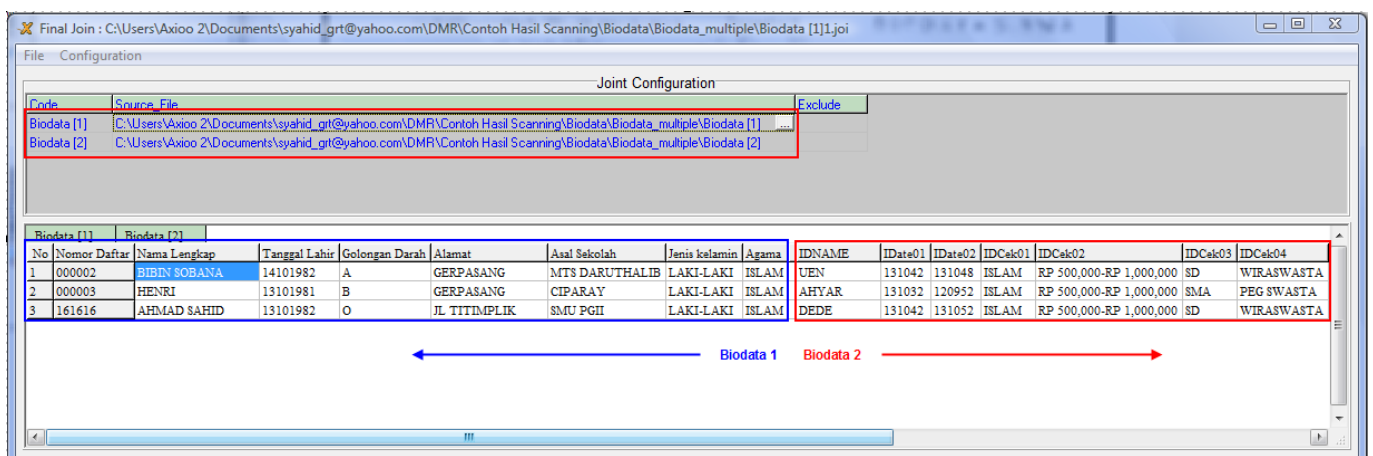 Final Join : C:\Users\Axioo 2\Documents\syahid_grt@yahoo.com\DMR\Contoh Hasil Scanning\Biodata\Biodata_multiple\Biodata [1]1.joi
File Configuration
Joint Configuration
Code Source_File Exclude
Biodata [1] C:\Users\Axioo 2\Documents\syahid_grt@yahoo.com\DMR\Contoh Hasil Scanning\Biodata\Biodata_multiple\Biodata [1] ...
Biodata [2] C:\Users\Axioo 2\Documents\syahid_grt@yahoo.com\DMR\Contoh Hasil Scanning\Biodata\Biodata_multiple\Biodata [2]
Biodata [1] Biodata [2]
No Nomor Daftar Nama Lengkap Tanggal Lahir Golongan Darah Alamat Asal Sekolah Jenis kelamin Agama IDNAME IDate01 IDate02 IDCek01 IDCek02 IDCek03 IDCek04
1 000002 BIBIN SOBANA 14101982 A GERPASANG MTS DARUTHALIB LAKI-LAKI ISLAM UEN 131042 131048 ISLAM RP 500,000-RP 1,000,000 SD WIRASWASTA
2 000003 HENRI 13101981 B GERPASANG CIPARAY LAKI-LAKI ISLAM AHYAR 131032 120952 ISLAM RP 500,000-RP 1,000,000 SMA PEG SWASTA
3 161616 AHMAD SAHID 13101982 O JL TITIMPLIK SMU PGII LAKI-LAKI ISLAM DEDE 131042 131052 ISLAM RP 500,000-RP 1,000,000 SD WIRASWASTA
Biodata 1 Biodata 2